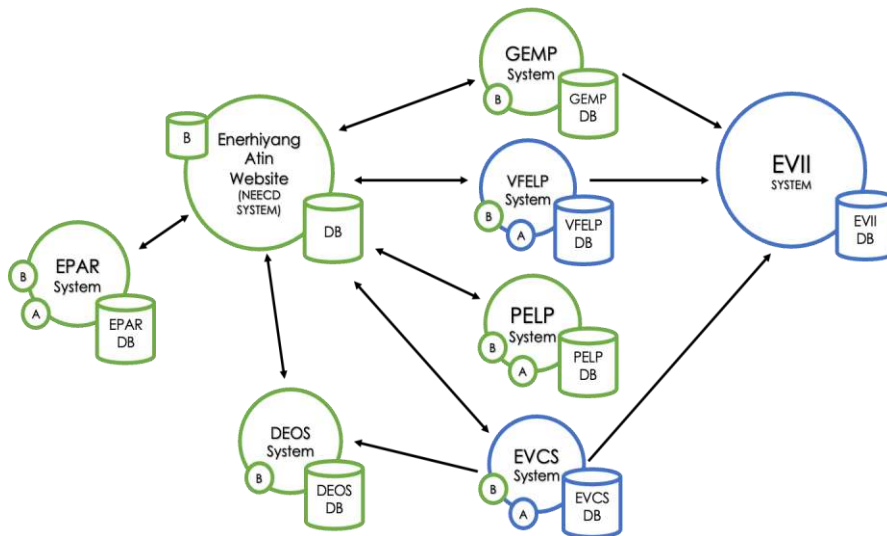 GEMP
System
B
GEMP
DB
B
Enerhiyang
Atin
Website
(NEECD
SYSTEM)
DB
VFELP
System
B
A
VFELP
DB
EVII
SYSTEM
EVII
DB
EPAR
System
B
A
EPAR
DB
PELP
System
B
A
PELP
DB
DEOS
System
B
DEOS
DB
EVCS
System
B
A
EVCS
DB